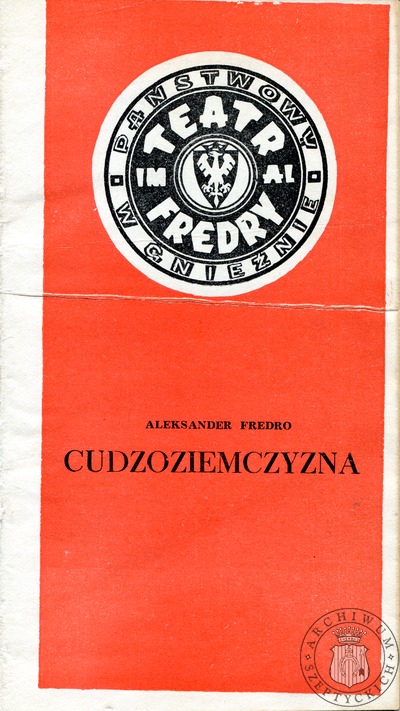 PAŃSTWOWY
TEATR
IM AL
FREDRY
W GNIEŹNIE
ALEKSANDER FREDRO
CUDZOZIEMCZYZNA
ARCHIWUM
SZEPTYCKICH